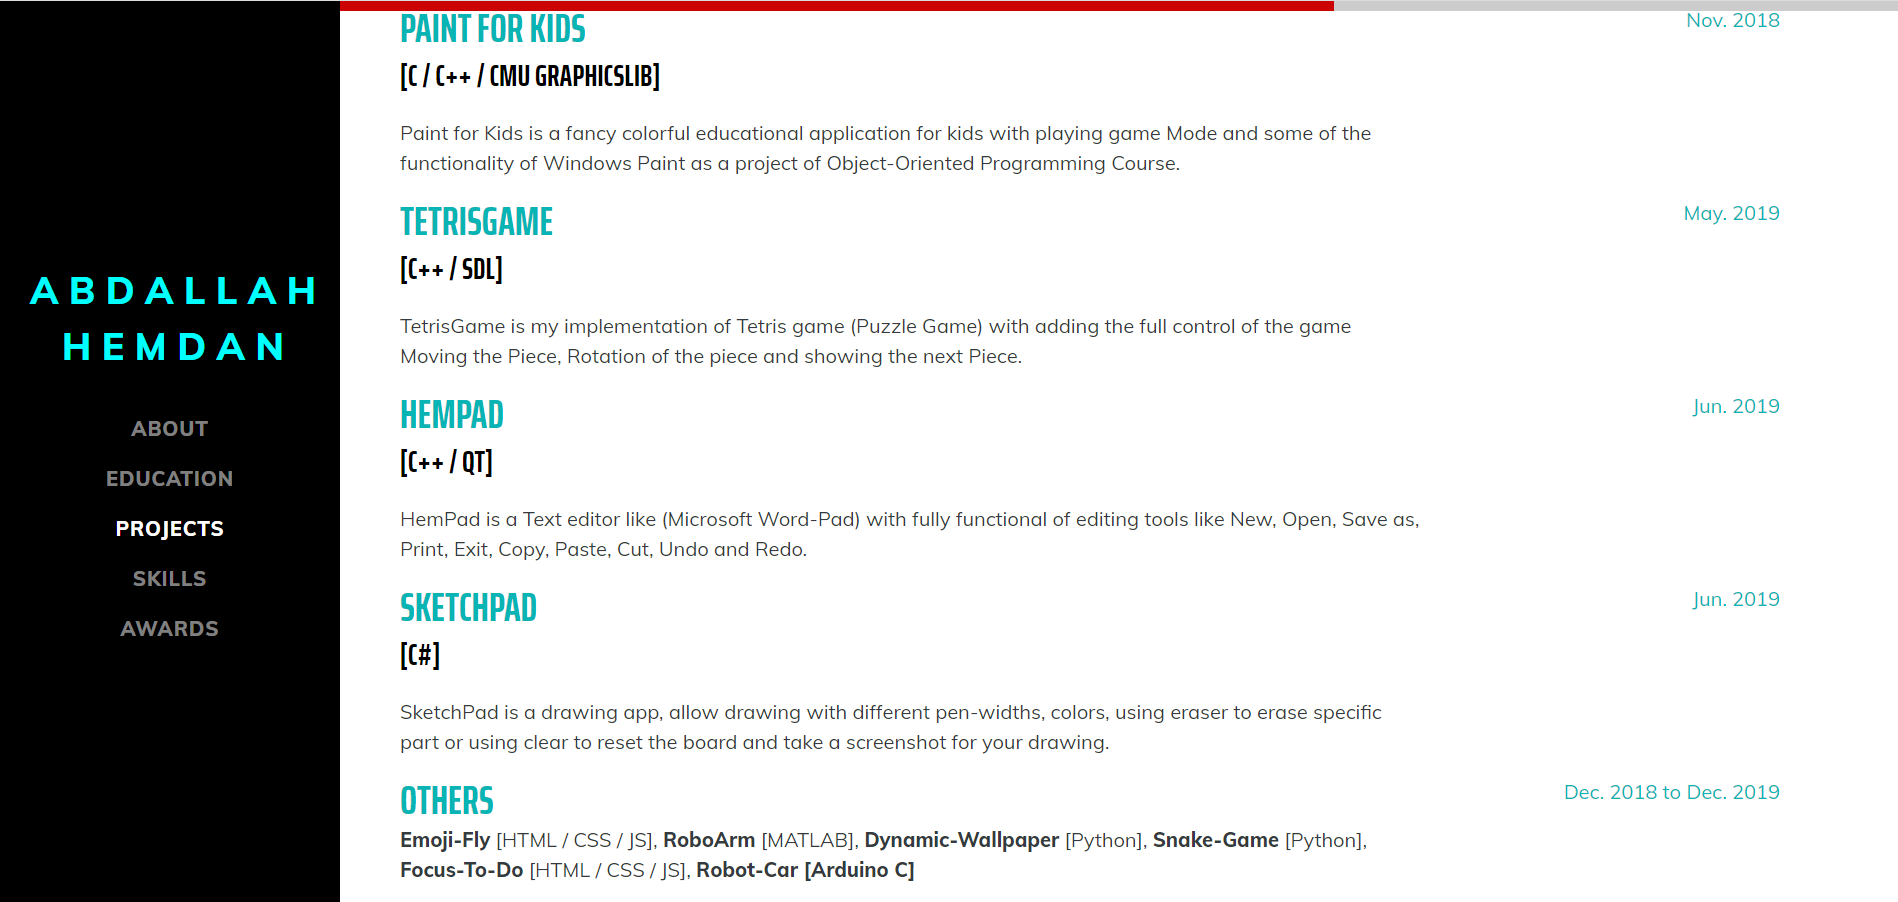 ABDALLAH
HEMDAN
ABOUT
EDUCATION
PROJECTS
SKILLS
AWARDS
PAINT FOR KIDS
Nov. 2018
[C / C++ / CMU GRAPHICSLIB]
Paint for Kids is a fancy colorful educational application for kids with playing game Mode and some of the
functionality of Windows Paint as a project of Object-Oriented Programming Course.
TETRISGAME
May. 2019
[C++ / SDL]
TetrisGame is my implementation of Tetris game (Puzzle Game) with adding the full control of the game
Moving the Piece, Rotation of the piece and showing the next Piece.
HEMPAD
Jun. 2019
[C++ / QT]
HemPad is a Text editor like (Microsoft Word-Pad) with fully functional of editing tools like New, Open, Save as,
Print, Exit, Copy, Paste, Cut, Undo and Redo.
SKETCHPAD
Jun. 2019
[C#]
SketchPad is a drawing app, allow drawing with different pen-widths, colors, using eraser to erase specific
part or using clear to reset the board and take a screenshot for your drawing.
OTHERS
Dec. 2018 to Dec. 2019
Emoji-Fly [HTML / CSS / JS], RoboArm [MATLAB], Dynamic-Wallpaper [Python], Snake-Game [Python],
Focus-To-Do [HTML / CSS / JS], Robot-Car [Arduino C]